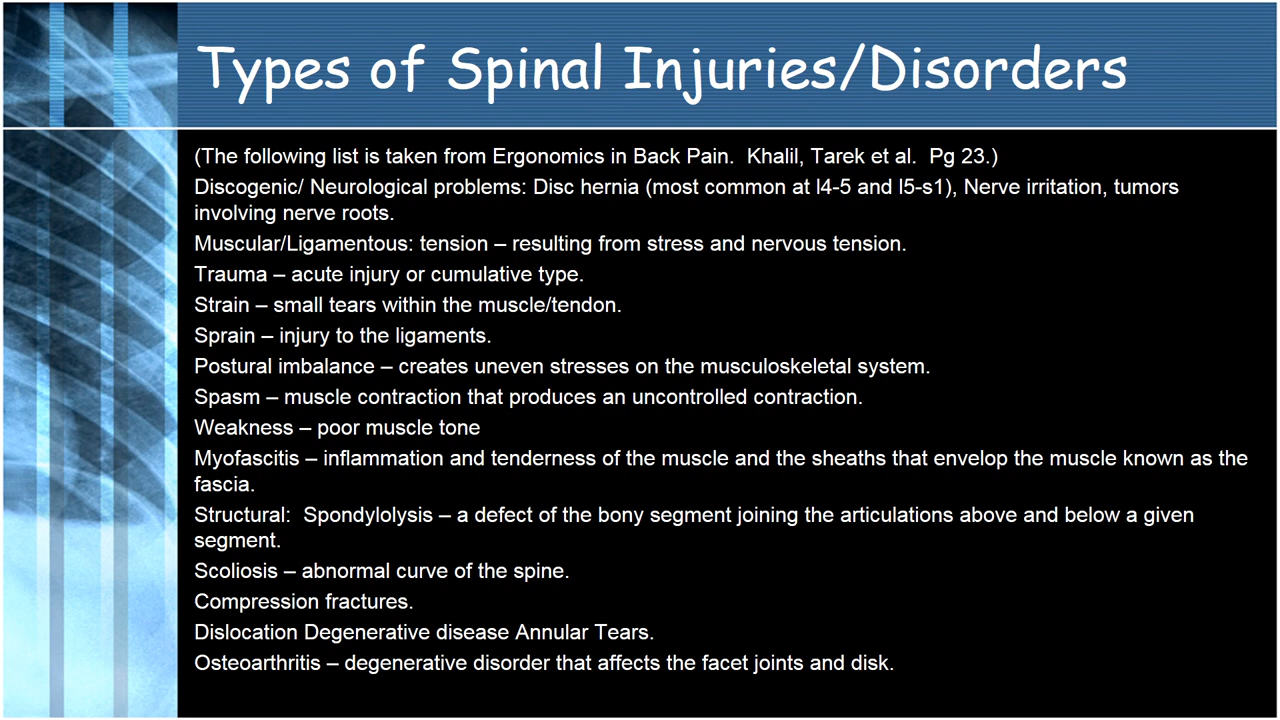 Types of Spinal Injuries/Disorders
(The following list is taken from Ergonomics in Back Pain.  Khalil, Tarek et al.  Pg 23.)
Discogenic/ Neurological problems: Disc hernia (most common at l4-5 and l5-s1), Nerve irritation, tumors
involving nerve roots.
Muscular/Ligamentous: tension – resulting from stress and nervous tension.
Trauma – acute injury or cumulative type.
Strain – small tears within the muscle/tendon.
Sprain – injury to the ligaments.
Postural imbalance – creates uneven stresses on the musculoskeletal system.
Spasm – muscle contraction that produces an uncontrolled contraction.
Weakness – poor muscle tone
Myofascitis – inflammation and tenderness of the muscle and the sheaths that envelop the muscle known as the
fascia.
Structural:  Spondylolysis – a defect of the bony segment joining the articulations above and below a given
segment.
Scoliosis – abnormal curve of the spine.
Compression fractures.
Dislocation Degenerative disease Annular Tears.
Osteoarthritis – degenerative disorder that affects the facet joints and disk.